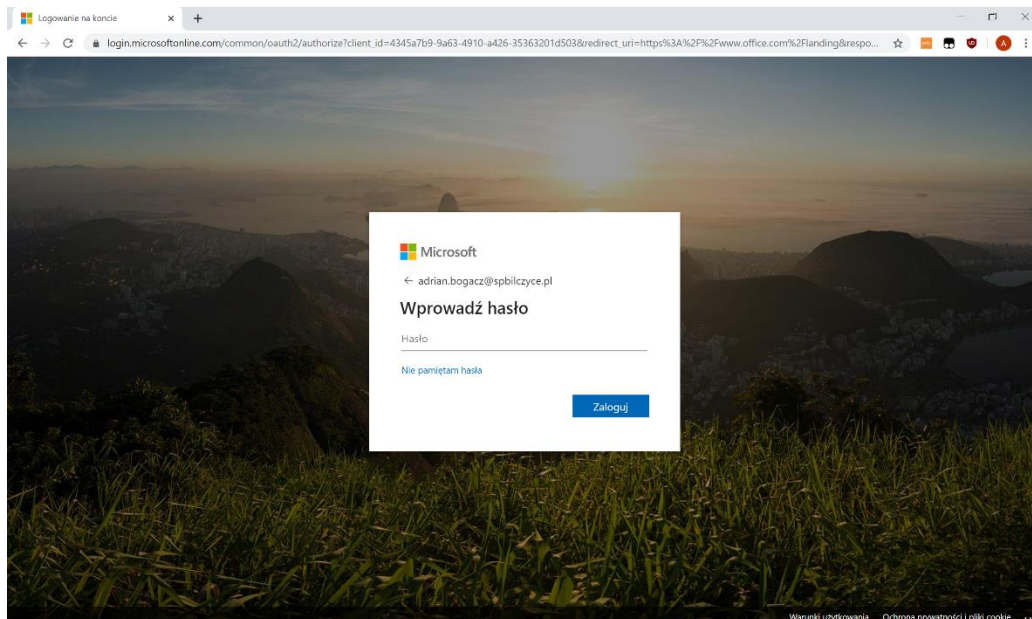 Logowanie na koncie
login.microsoftonline.com/common/oauth2/authorize?client_id=4345a7b9-9a63-4910-a426-35363201d503&redirect_uri=https%3A%2F%2Fwww.office.com%2Flanding&respo...
A
Microsoft
adrian.bogacz@spbilczyce.pl
Wprowadź hasło
Hasło
Nie pamiętam hasła
Zaloguj
Warunki użytkowania Ochrona prywatności i pliki cookie